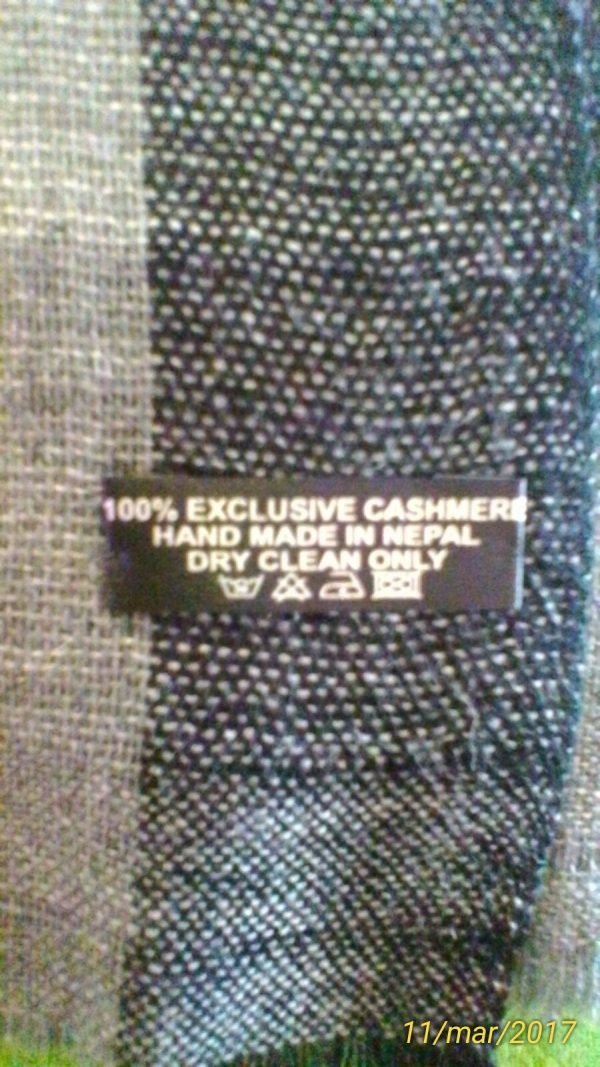 100% EXCLUSIVE CASHMERE
HAND MADE IN NEPAL
DRY CLEAN ONLY
11/mar/2017